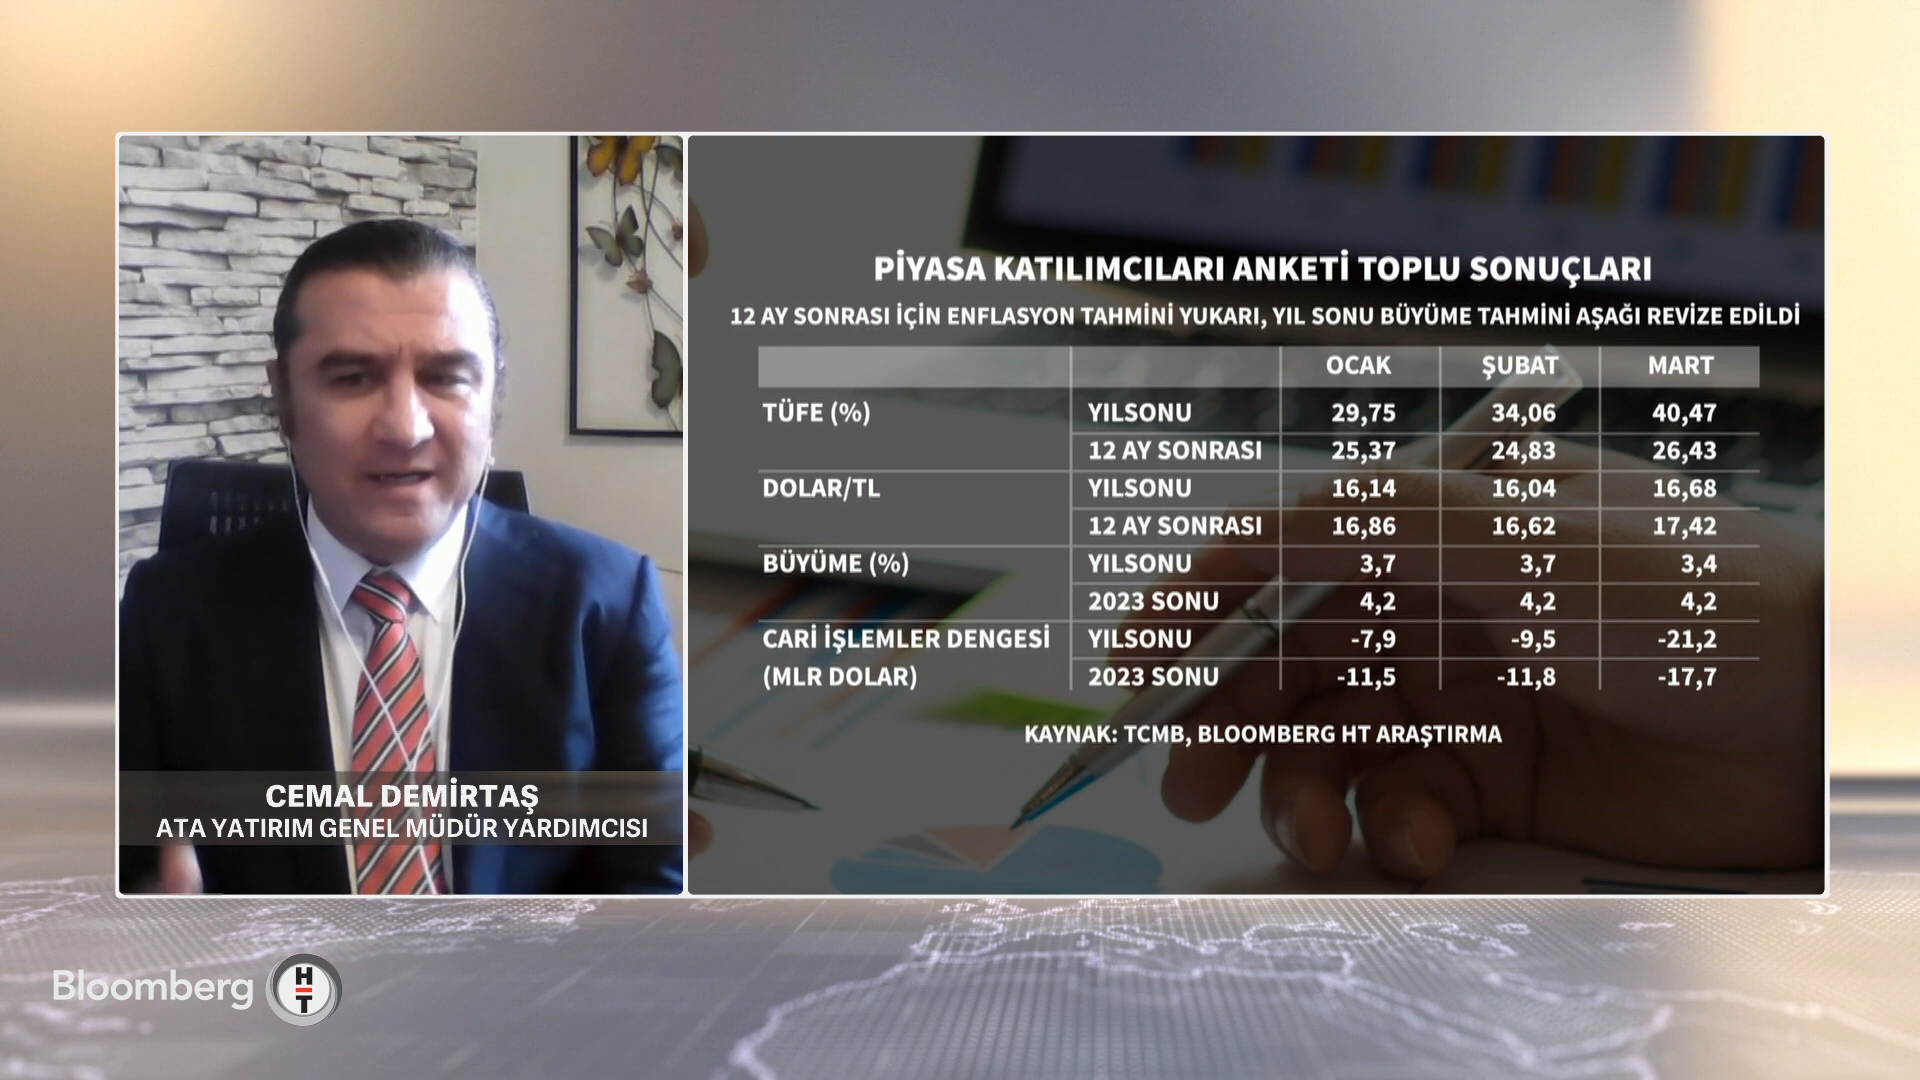 PİYASA KATILIMCILARI ANKETİ TOPLU SONUÇLARI
12 AY SONRASI İÇİN ENFLASYON TAHMİNİ YUKARI, YIL SONU BÜYÜME TAHMİNİ AŞAĞI REVİZE EDİLDİ
OCAK ŞUBAT MART
TÜFE (%) YILSONU 29,75 34,06 40,47
12 AY SONRASI 25,37 24,83 26,43
DOLAR/TL YILSONU 16,14 16,04 16,68
12 AY SONRASI 16,86 16,62 17,42
BÜYÜME (%) YILSONU 3,7 3,7 3,4
2023 SONU 4,2 4,2 4,2
CARİ İŞLEMLER DENGESİ YILSONU -7,9 -9,5 -21,2
(MLR DOLAR) 2023 SONU -11,5 -11,8 -17,7
KAYNAK: TCMB, BLOOMBERG HT ARAŞTIRMA
CEMAL DEMİRTAŞ
ATA YATIRIM GENEL MÜDÜR YARDIMCISI
Bloomberg HT